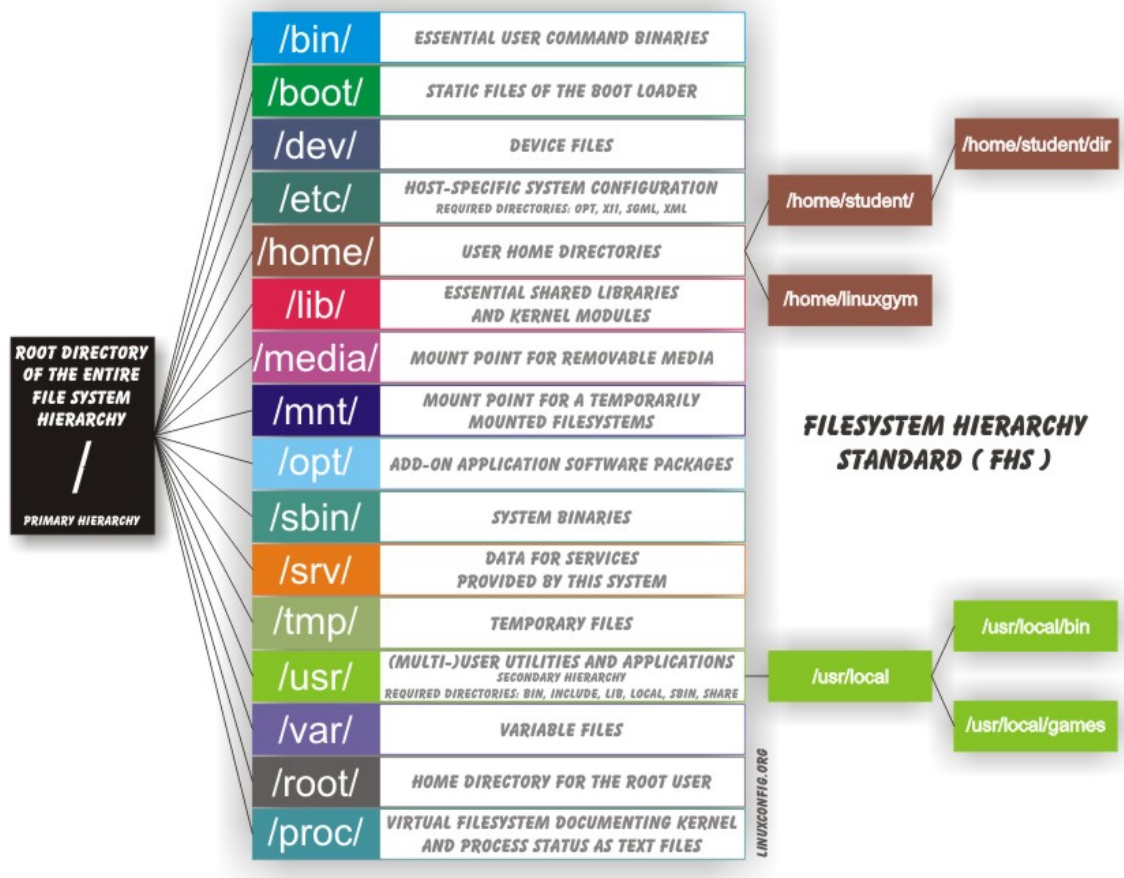 ROOT DIRECTORY
OF THE ENTIRE
FILE SYSTEM
HIERARCHY
/
PRIMARY HIERARCHY
/bin/
ESSENTIAL USER COMMAND BINARIES
/boot/
STATIC FILES OF THE BOOT LOADER
/dev/
DEVICE FILES
/etc/
HOST-SPECIFIC SYSTEM CONFIGURATION
REQUIRED DIRECTORIES: OPT, XII, SGML, XML
/home/
USER HOME DIRECTORIES
/home/student/
/home/student/dir
/home/linuxgym
/lib/
ESSENTIAL SHARED LIBRARIES
AND KERNEL MODULES
/media/
MOUNT POINT FOR REMOVABLE MEDIA
/mnt/
MOUNT POINT FOR A TEMPORARILY
MOUNTED FILESYSTEMS
/opt/
ADD-ON APPLICATION SOFTWARE PACKAGES
/sbin/
SYSTEM BINARIES
/srv/
DATA FOR SERVICES
PROVIDED BY THIS SYSTEM
/tmp/
TEMPORARY FILES
/usr/
(MULTI-)USER UTILITIES AND APPLICATIONS
SECONDARY HIERARCHY
REQUIRED DIRECTORIES: BIN, INCLUDE, LIB, LOCAL, SBIN, SHARE
/usr/local
/usr/local/bin
/usr/local/games
/var/
VARIABLE FILES
/root/
HOME DIRECTORY FOR THE ROOT USER
/proc/
VIRTUAL FILESYSTEM DOCUMENTING KERNEL
AND PROCESS STATUS AS TEXT FILES
FILESYSTEM HIERARCHY
STANDARD ( FHS )
LINUXCONFIG.ORG